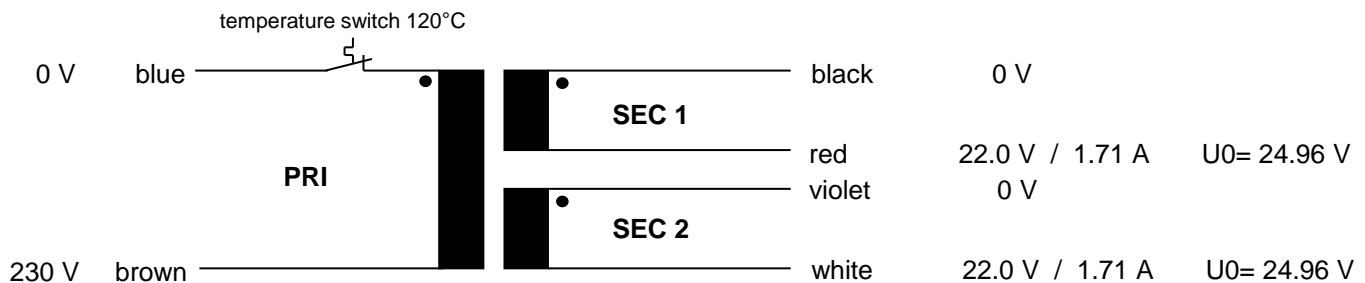 temperature switch 120°C
0 V blue black 0 V
SEC 1
red 22.0 V / 1.71 A U0= 24.96 V
PRI
violet 0 V
SEC 2
230 V brown white 22.0 V / 1.71 A U0= 24.96 V